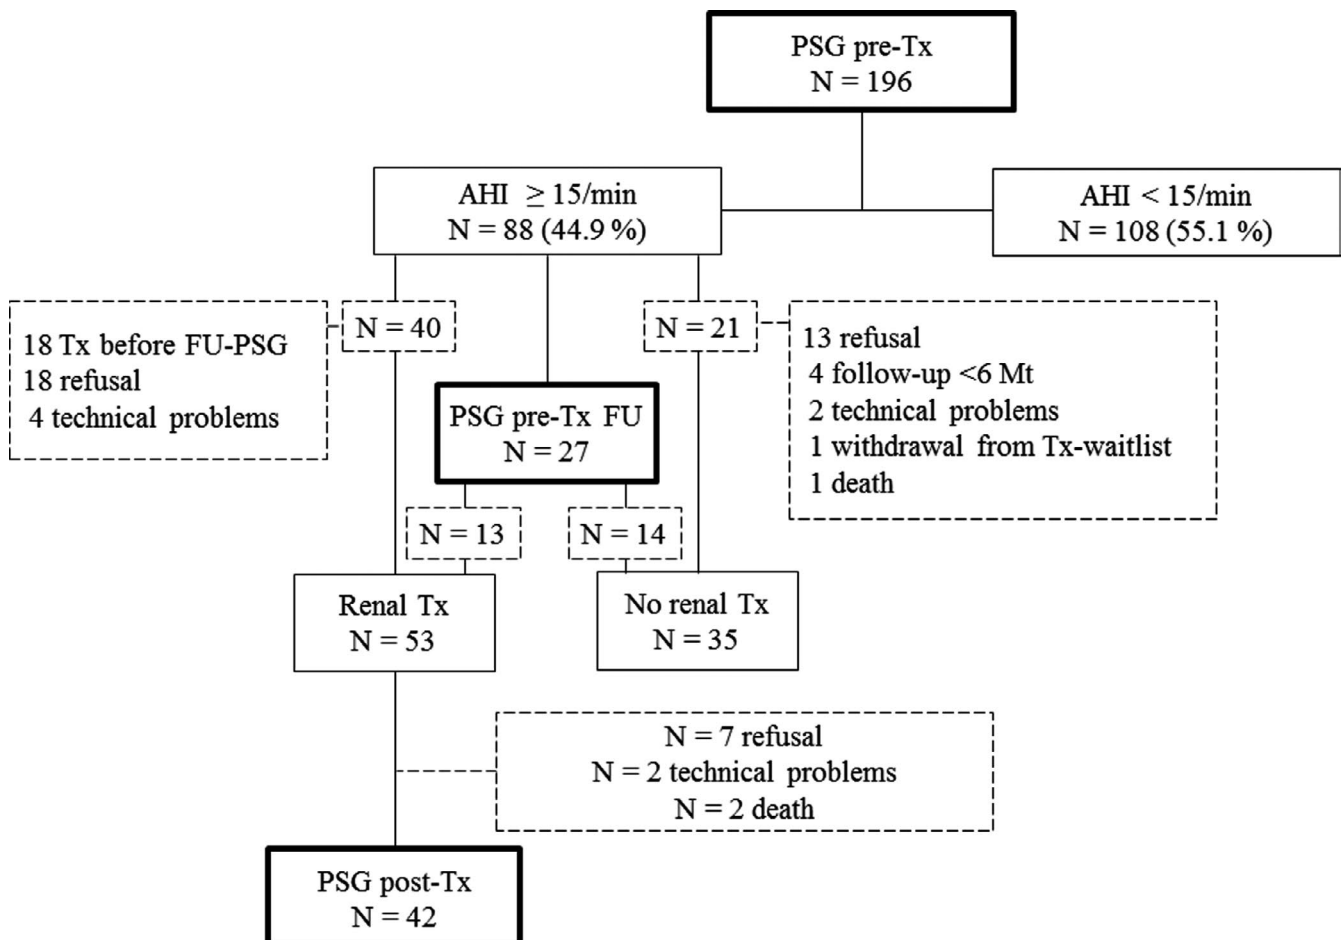 PSG pre-Tx
N = 196
AHI ≥ 15/min
N = 88 (44.9 %)
AHI < 15/min
N = 108 (55.1 %)
18 Tx before FU-PSG
18 refusal
4 technical problems
N = 40
N = 21
13 refusal
4 follow-up <6 Mt
2 technical problems
1 withdrawal from Tx-waitlist
1 death
PSG pre-Tx FU
N = 27
N = 13
N = 14
Renal Tx
N = 53
No renal Tx
N = 35
N = 7 refusal
N = 2 technical problems
N = 2 death
PSG post-Tx
N = 42